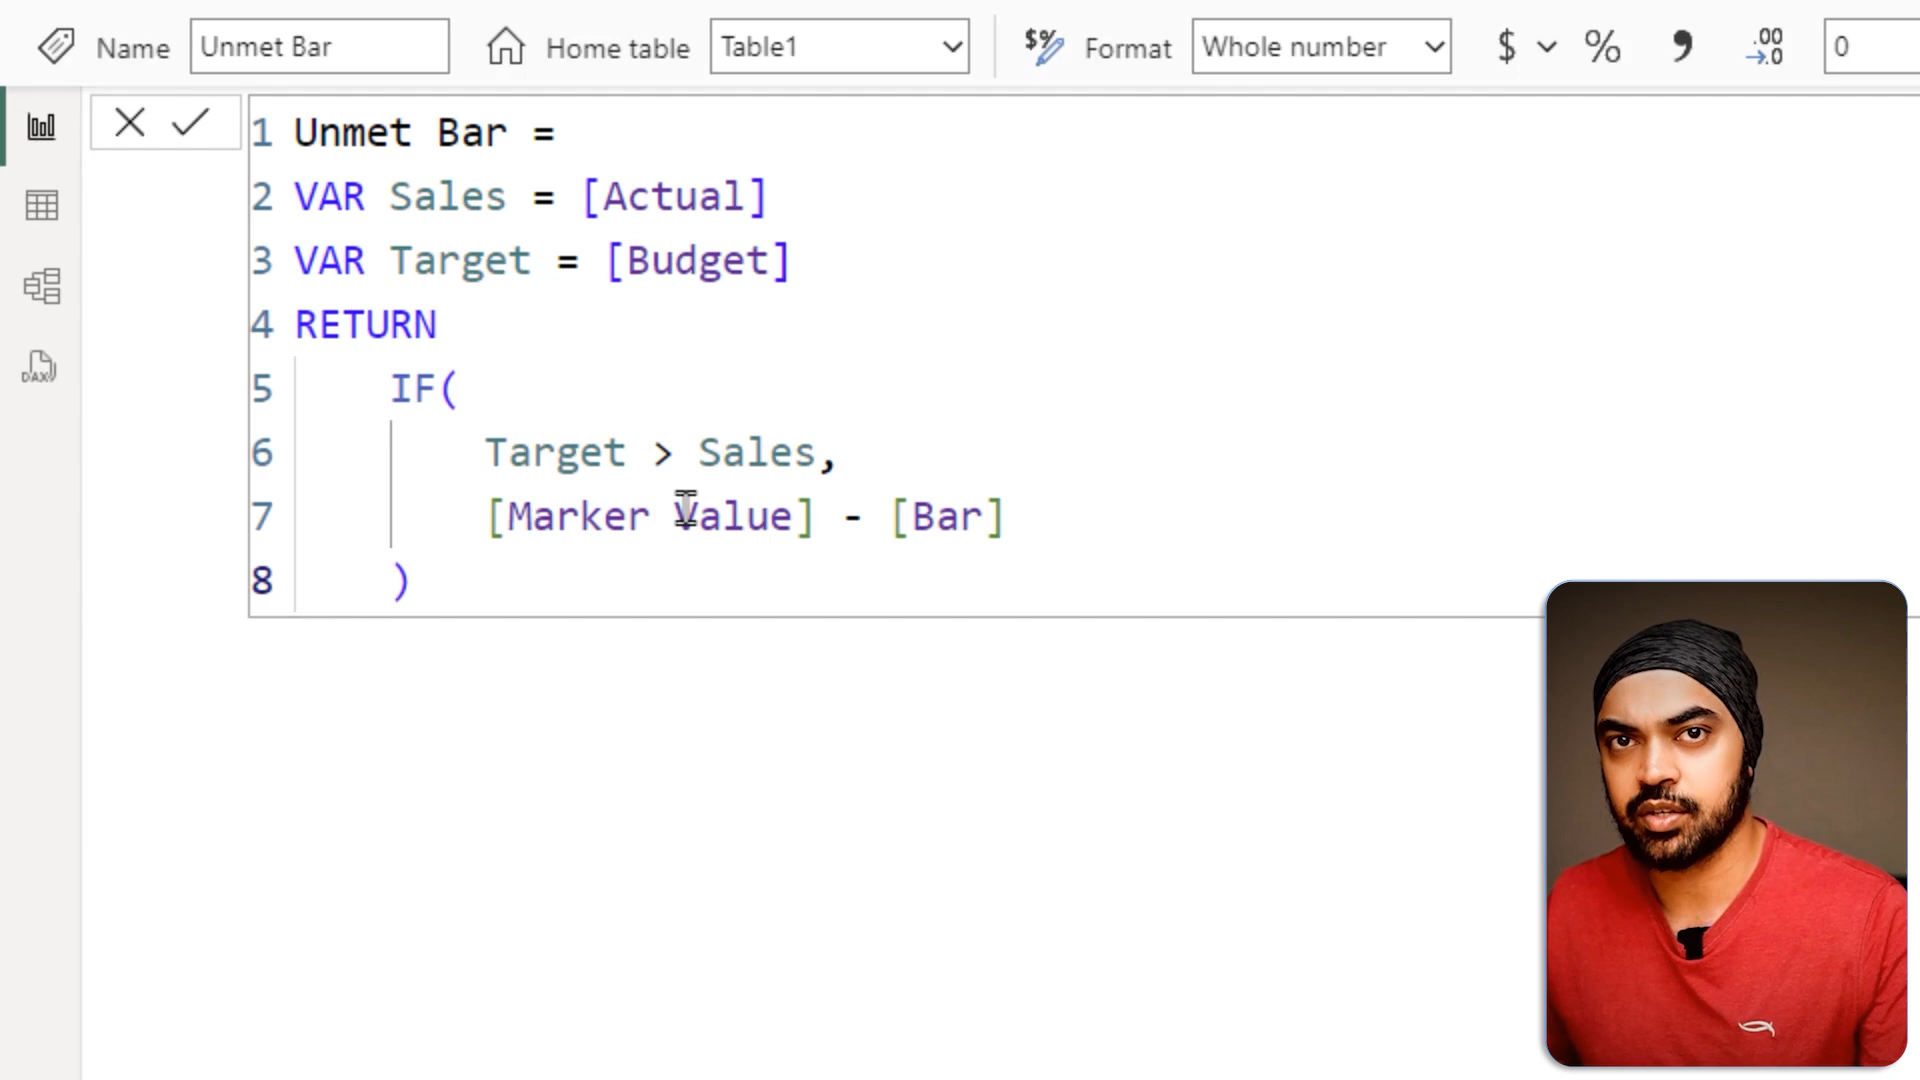 Name Unmet Bar Home table Table1 Format Whole number $ % , .00 .0 0
1 Unmet Bar =
2 VAR Sales = [Actual]
3 VAR Target = [Budget]
4 RETURN
5 IF(
6 Target > Sales,
7 [Marker Value] - [Bar]
8 )
DAX